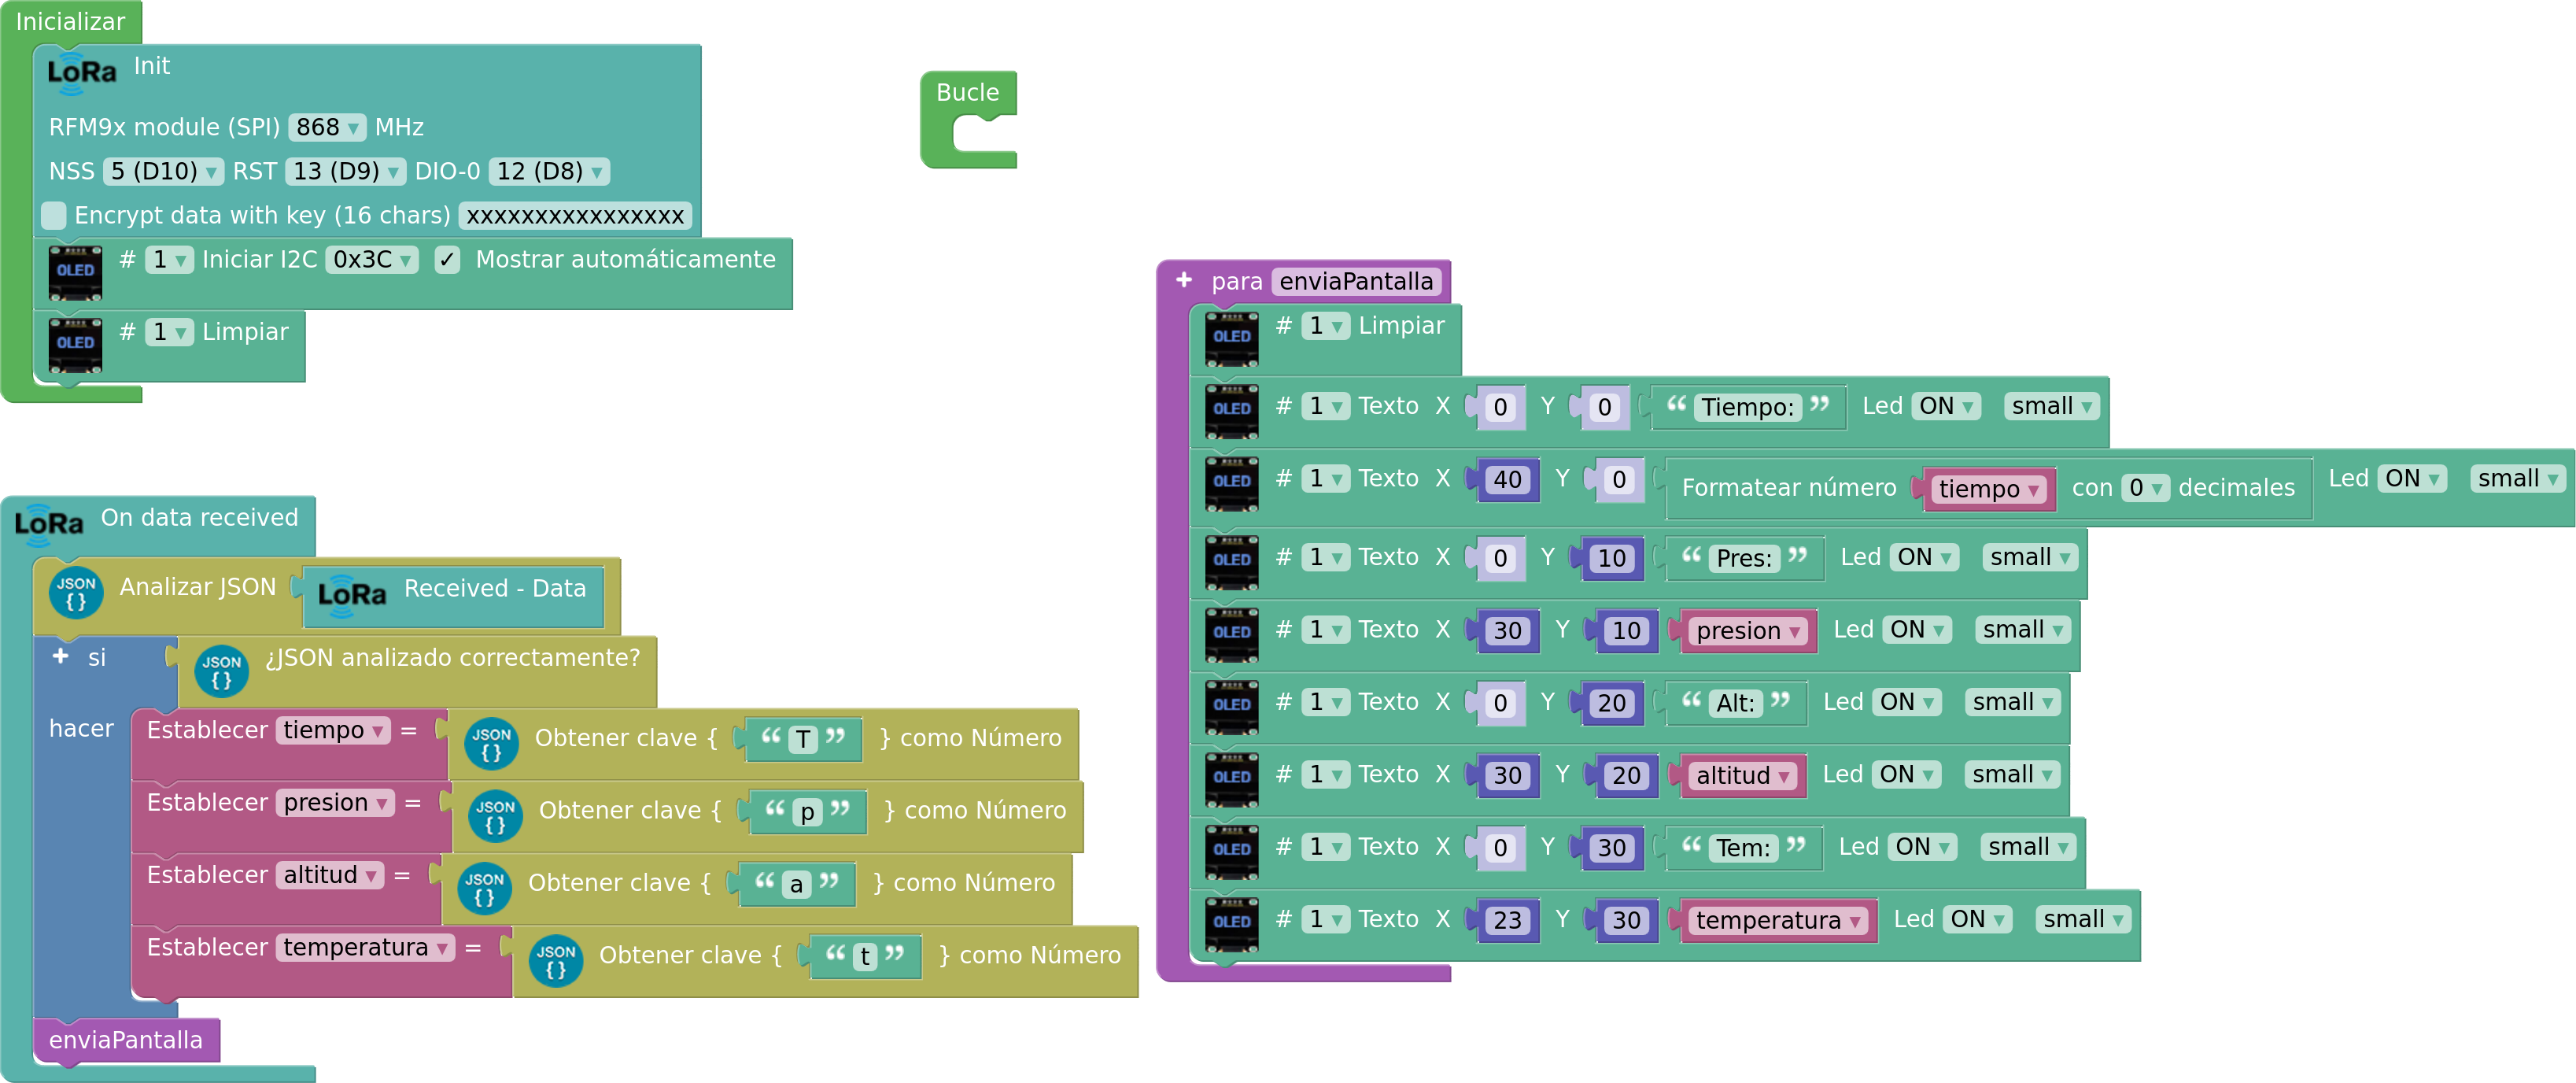 Inicializar
LoRa Init
RFM9x module (SPI) 868 MHz
NSS 5 (D10) RST 13 (D9) DIO-0 12 (D8)
Encrypt data with key (16 chars) xxxxxxxxxxxxxxxx
OLED # 1 Iniciar I2C 0x3C ✓ Mostrar automáticamente
OLED # 1 Limpiar
Bucle
LoRa On data received
JSON { } Analizar JSON LoRa Received - Data
+ si JSON { } ¿JSON analizado correctamente?
hacer
Establecer tiempo = JSON { } Obtener clave { “ T ” } como Número
Establecer presion = JSON { } Obtener clave { “ p ” } como Número
Establecer altitud = JSON { } Obtener clave { “ a ” } como Número
Establecer temperatura = JSON { } Obtener clave { “ t ” } como Número
enviaPantalla
+ para enviaPantalla
OLED # 1 Limpiar
OLED # 1 Texto X 0 Y 0 “ Tiempo: ” Led ON small
OLED # 1 Texto X 40 Y 0 Formatear número tiempo con 0 decimales Led ON small
OLED # 1 Texto X 0 Y 10 “ Pres: ” Led ON small
OLED # 1 Texto X 30 Y 10 presion Led ON small
OLED # 1 Texto X 0 Y 20 “ Alt: ” Led ON small
OLED # 1 Texto X 30 Y 20 altitud Led ON small
OLED # 1 Texto X 0 Y 30 “ Tem: ” Led ON small
OLED # 1 Texto X 23 Y 30 temperatura Led ON small